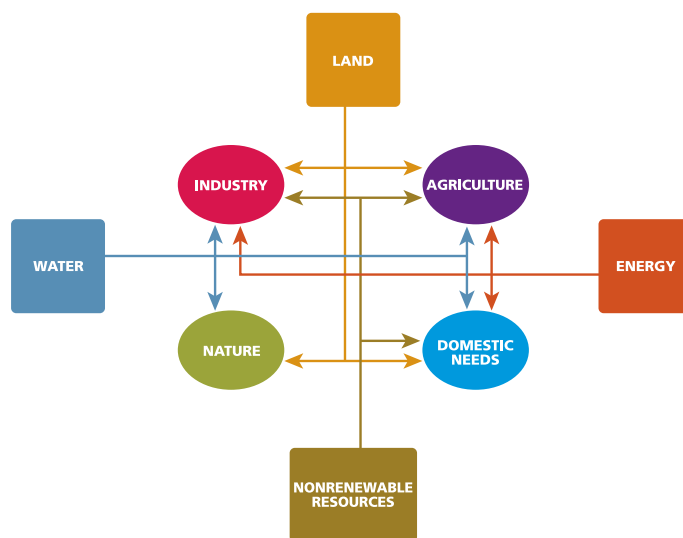 LAND
INDUSTRY
AGRICULTURE
WATER
ENERGY
NATURE
DOMESTIC
NEEDS
NONRENEWABLE
RESOURCES